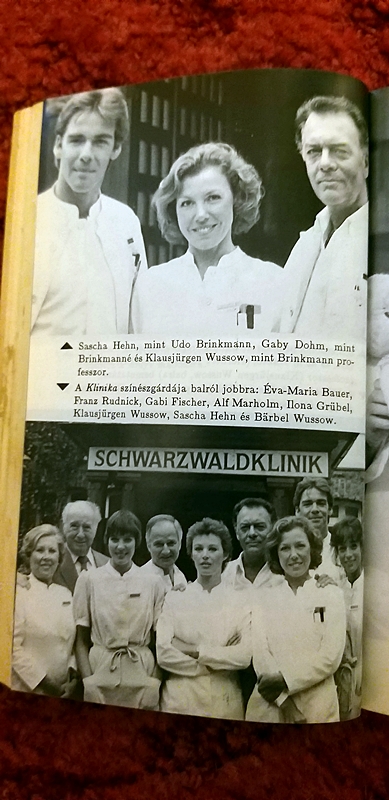 ▲ Sascha Hehn, mint Udo Brinkmann, Gaby Dohm, mint
Brinkmanné és Klausjürgen Wussow, mint Brinkmann pro-
fesszor.
▼ A Klinika színészgárdája balról jobbra: Éva-Maria Bauer,
Franz Rudnick, Gabi Fischer, Alf Marholm, Ilona Grübel,
Klausjürgen Wussow, Sascha Hehn és Bärbel Wussow.
SCHWARZWALDKLINIK